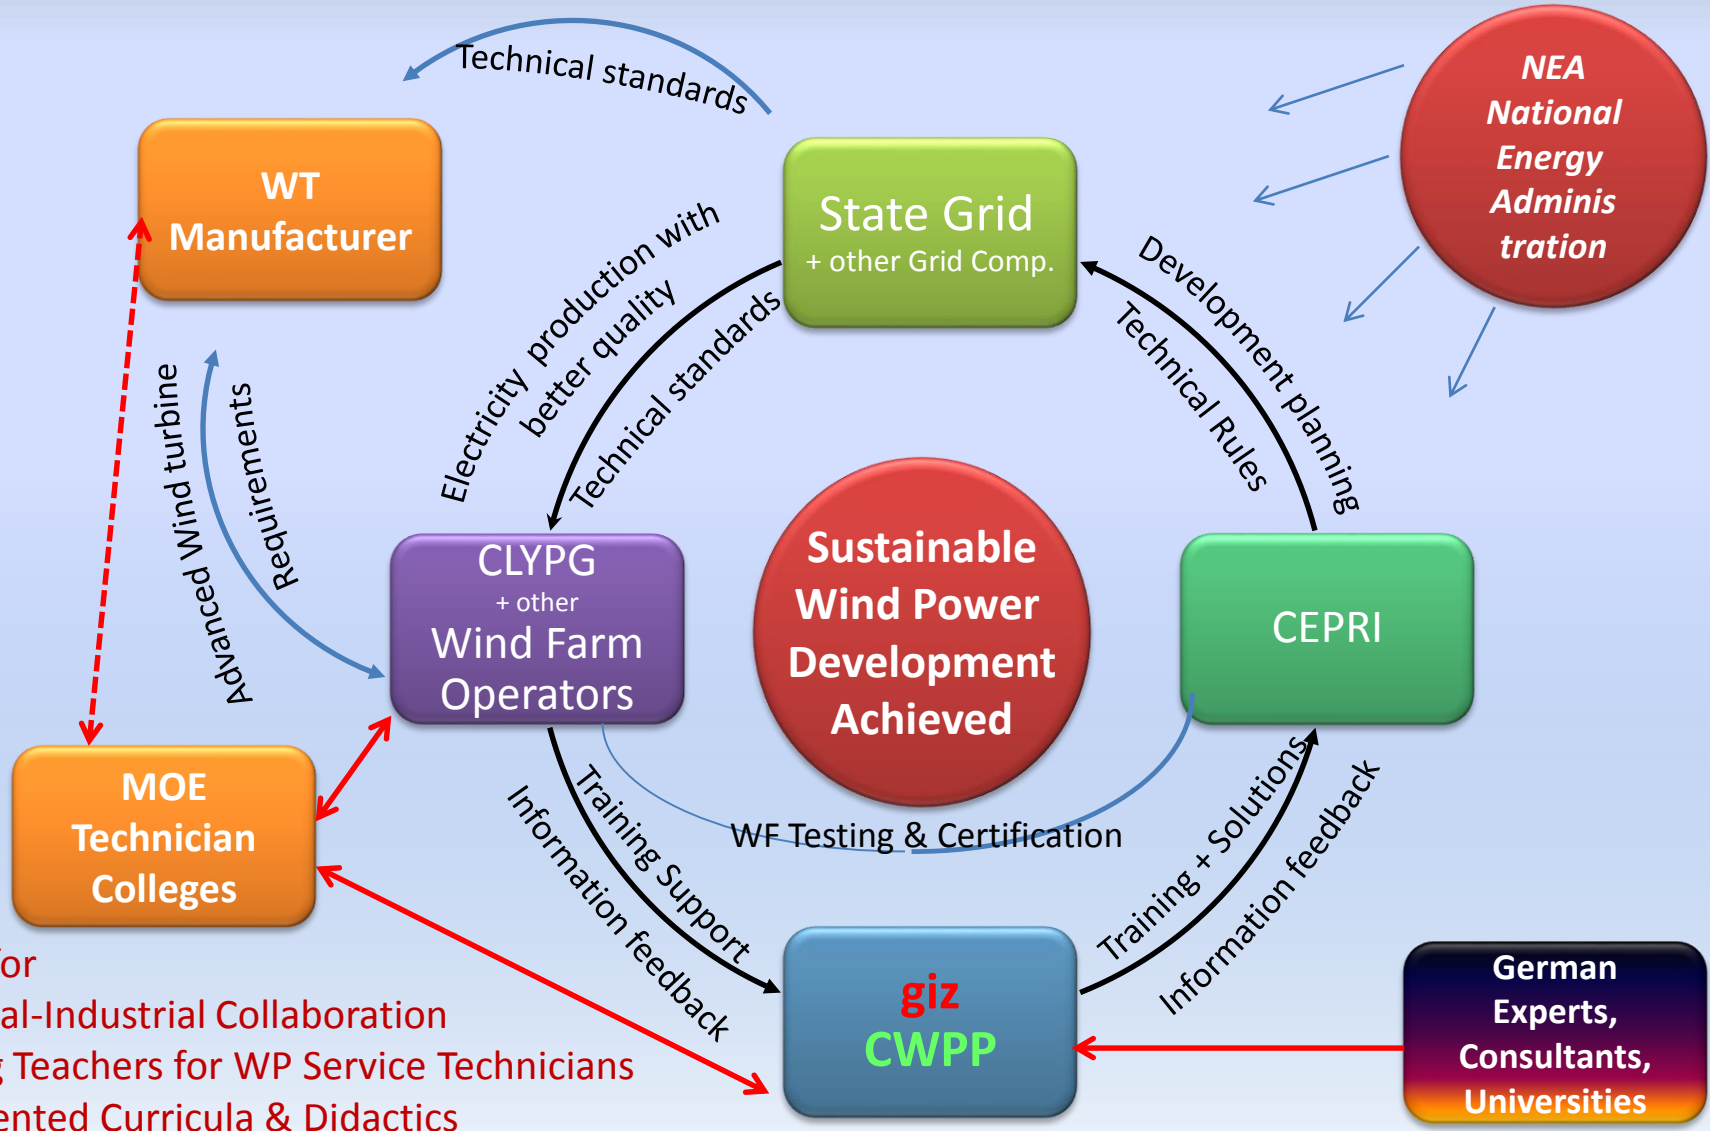 Technical standards
NEA
National
Energy
Adminis
tration
WT
Manufacturer
State Grid
+ other Grid Comp.
Electricity production with
better quality
Technical standards
Development planning
Technical Rules
Advanced Wind turbine
Requirements
CLYPG
+ other
Wind Farm
Operators
Sustainable
Wind Power
Development
Achieved
CEPRI
MOE
Technician
Colleges
Training Support
Information feedback
WF Testing & Certification
Training + Solutions
Information feedback
giz
CWPP
German
Experts,
Consultants,
Universities
for
al-Industrial Collaboration
g Teachers for WP Service Technicians
ented Curricula & Didactics